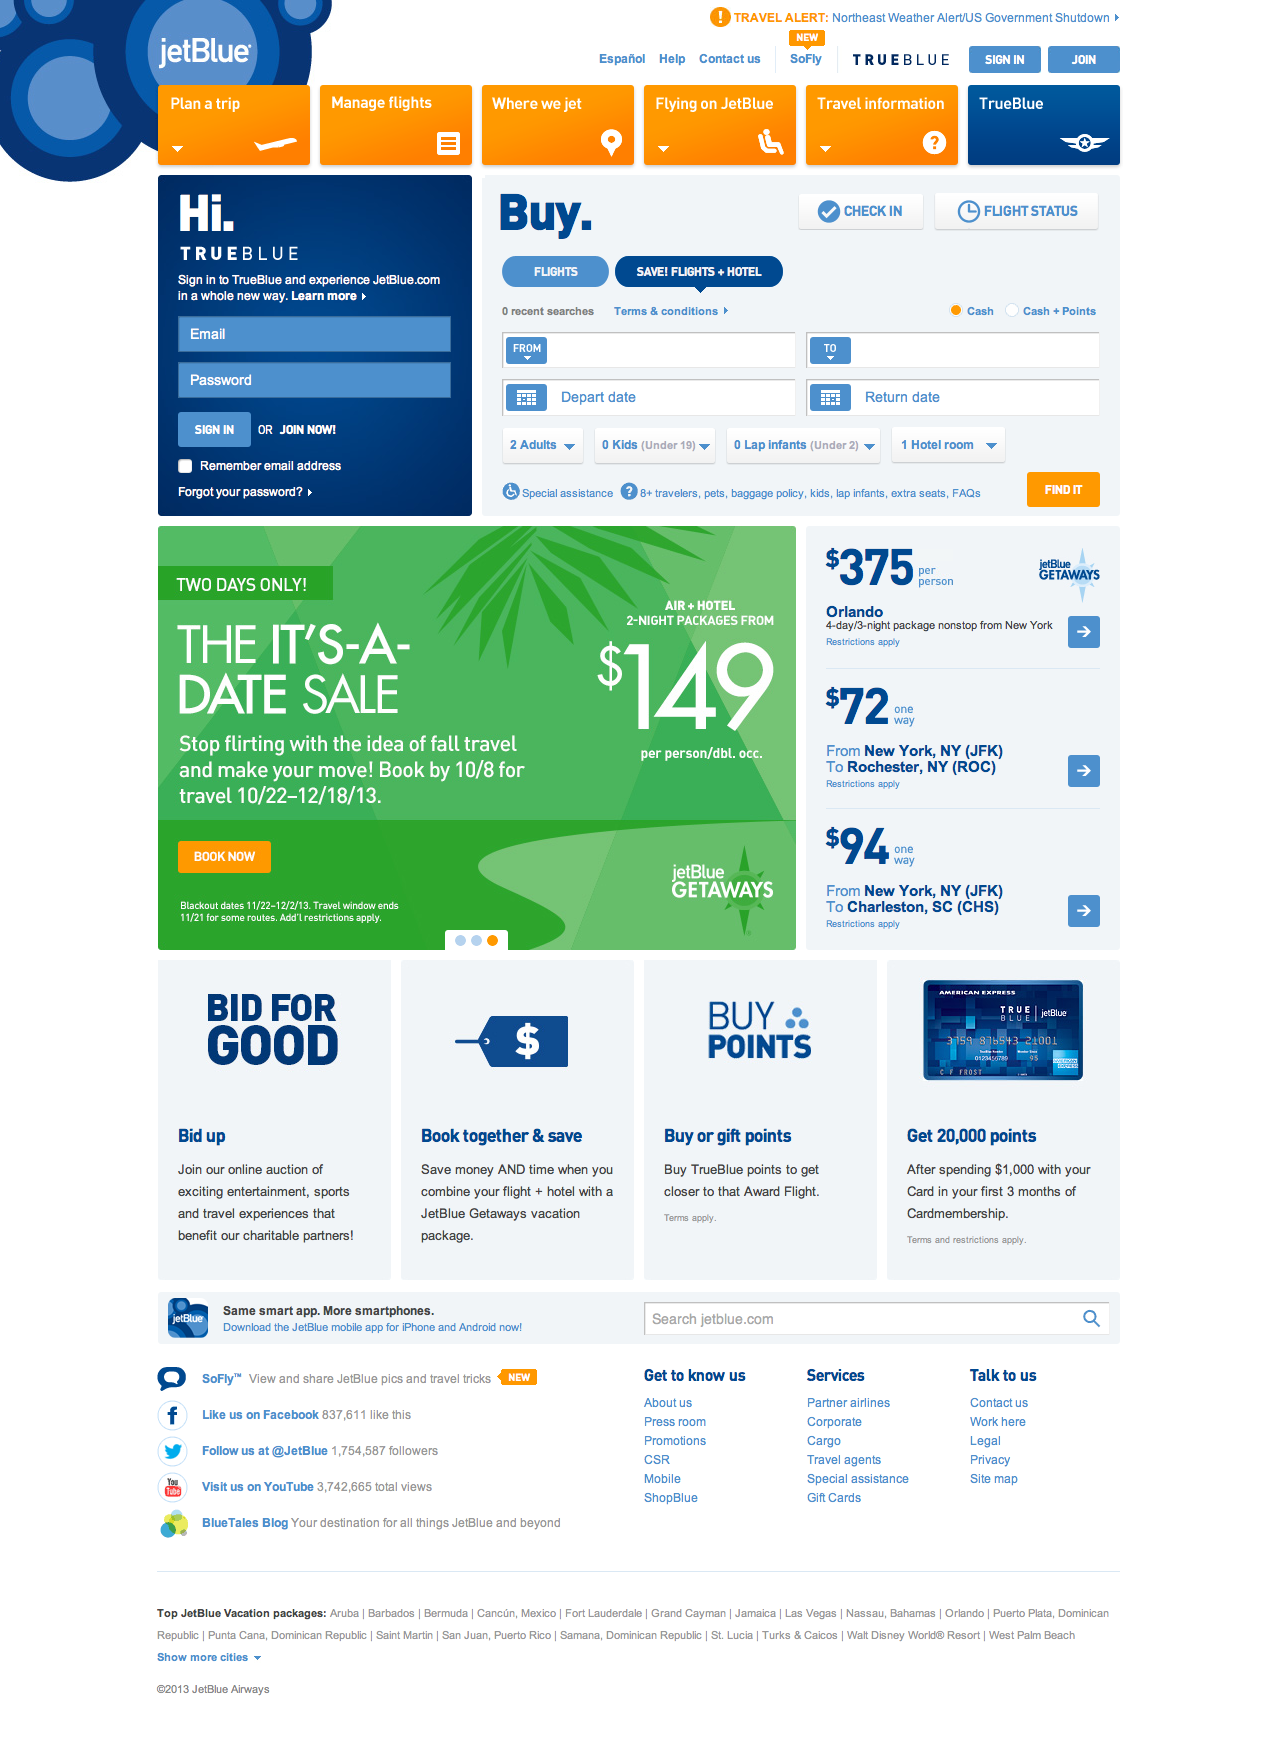 TRAVEL ALERT: Northeast Weather Alert/US Government Shutdown
jetBlue
Español Help Contact us NEW SoFly TRUEBLUE SIGN IN JOIN
Plan a trip
Manage flights
Where we jet
Flying on JetBlue
Travel information
TrueBlue
Hi.
TRUEBLUE
Sign in to TrueBlue and experience JetBlue.com
in a whole new way. Learn more
Email
Password
SIGN IN OR JOIN NOW!
Remember email address
Forgot your password?
Buy.
CHECK IN
FLIGHT STATUS
FLIGHTS
SAVE! FLIGHTS + HOTEL
0 recent searches Terms & conditions Cash Cash + Points
FROM TO
Depart date Return date
2 Adults 0 Kids (Under 19) 0 Lap infants (Under 2) 1 Hotel room
Special assistance ? 8+ travelers, pets, baggage policy, kids, lap infants, extra seats, FAQs
FIND IT
TWO DAYS ONLY!
THE IT'S-A-
DATE SALE
Stop flirting with the idea of fall travel
and make your move! Book by 10/8 for
travel 10/22–12/18/13.
AIR + HOTEL
2-NIGHT PACKAGES FROM
$149
per person/dbl. occ.
BOOK NOW
Blackout dates 11/22–12/2/13. Travel window ends
11/21 for some routes. Add'l restrictions apply.
jetBlue
GETAWAYS
$375 per person
jetBlue
GETAWAYS
Orlando
4-day/3-night package nonstop from New York
Restrictions apply
$72 one way
From New York, NY (JFK)
To Rochester, NY (ROC)
Restrictions apply
$94 one way
From New York, NY (JFK)
To Charleston, SC (CHS)
Restrictions apply
BID FOR
GOOD
Bid up
Join our online auction of
exciting entertainment, sports
and travel experiences that
benefit our charitable partners!
$
Book together & save
Save money AND time when you
combine your flight + hotel with a
JetBlue Getaways vacation
package.
BUY
POINTS
Buy or gift points
Buy TrueBlue points to get
closer to that Award Flight.
Terms apply.
AMERICAN EXPRESS
TRUE
BLUE jetBlue
3759 876543 21001
0123456789 95
C F FROST
Get 20,000 points
After spending $1,000 with your
Card in your first 3 months of
Cardmembership.
Terms and restrictions apply.
jetBlue
Same smart app. More smartphones.
Download the JetBlue mobile app for iPhone and Android now!
Search jetblue.com
SoFly™ View and share JetBlue pics and travel tricks NEW
Like us on Facebook 837,611 like this
Follow us at @JetBlue 1,754,587 followers
You
Tube
Visit us on YouTube 3,742,665 total views
BlueTales Blog Your destination for all things JetBlue and beyond
Get to know us
About us
Press room
Promotions
CSR
Mobile
ShopBlue
Services
Partner airlines
Corporate
Cargo
Travel agents
Special assistance
Gift Cards
Talk to us
Contact us
Work here
Legal
Privacy
Site map
Top JetBlue Vacation packages: Aruba | Barbados | Bermuda | Cancún, Mexico | Fort Lauderdale | Grand Cayman | Jamaica | Las Vegas | Nassau, Bahamas | Orlando | Puerto Plata, Dominican
Republic | Punta Cana, Dominican Republic | Saint Martin | San Juan, Puerto Rico | Samana, Dominican Republic | St. Lucia | Turks & Caicos | Walt Disney World® Resort | West Palm Beach
Show more cities
©2013 JetBlue Airways